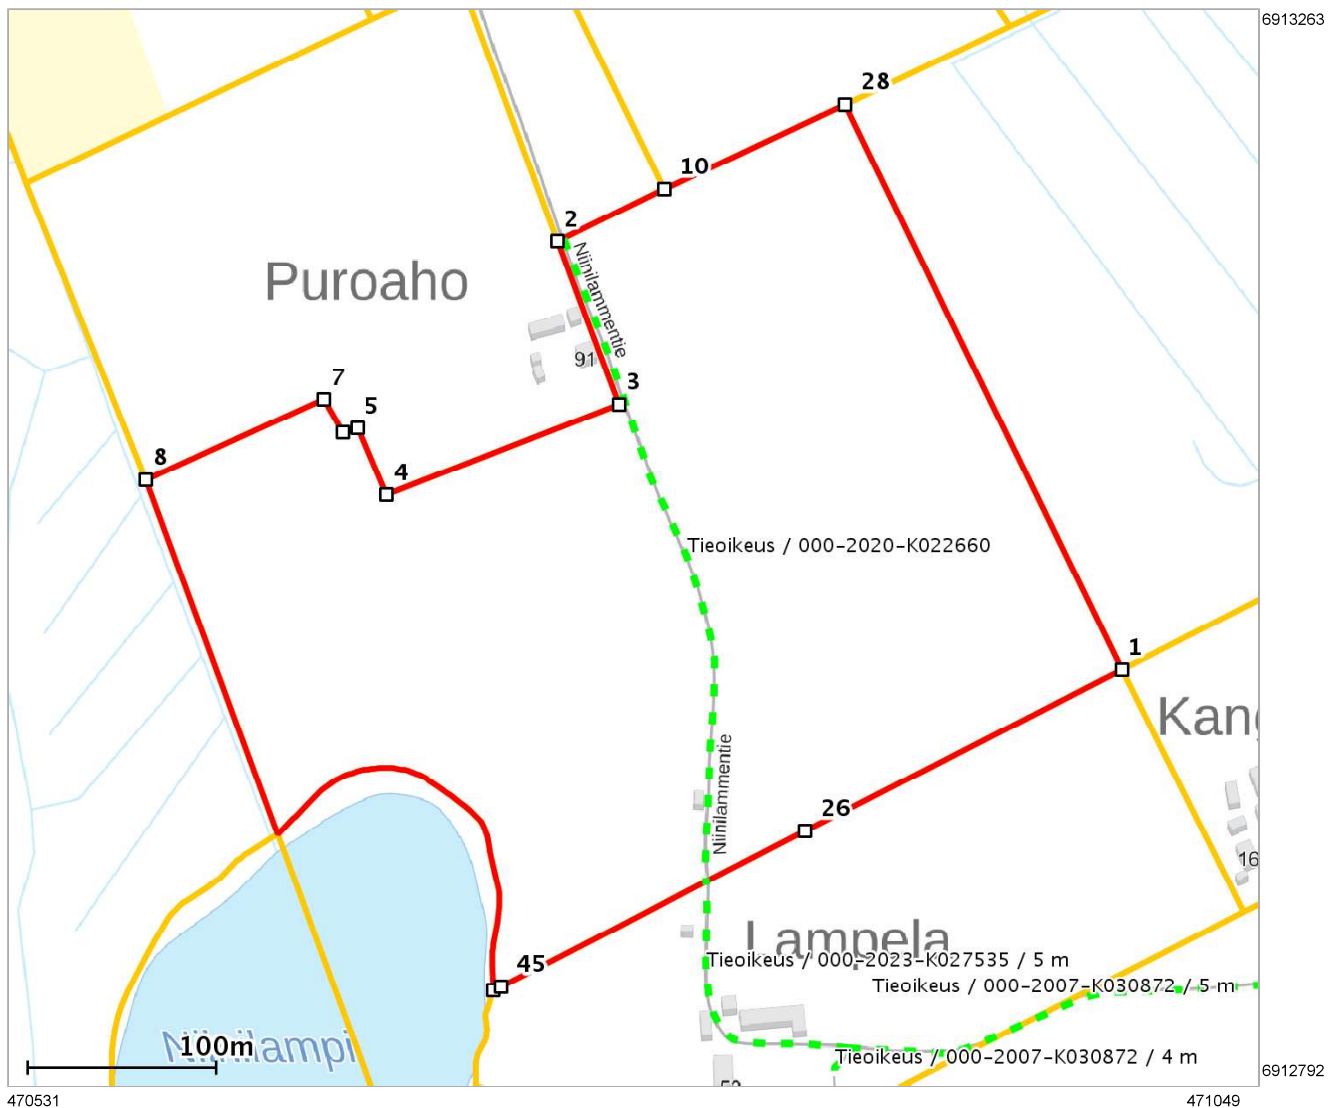 6913263
28
10
2
Niinilammentie
Puroaho
91
3
7
5
8
4
Tieoikeus / 000-2020-K022660
1
Kang
Niinilammentie
26
16
Lampela
45
Tieoikeus / 000-2023-K027535 / 5 m
Tieoikeus / 000-2007-K030872 / 5 m
Niinilampi
100m
Tieoikeus / 000-2007-K030872 / 4 m
6912792
470531
471049